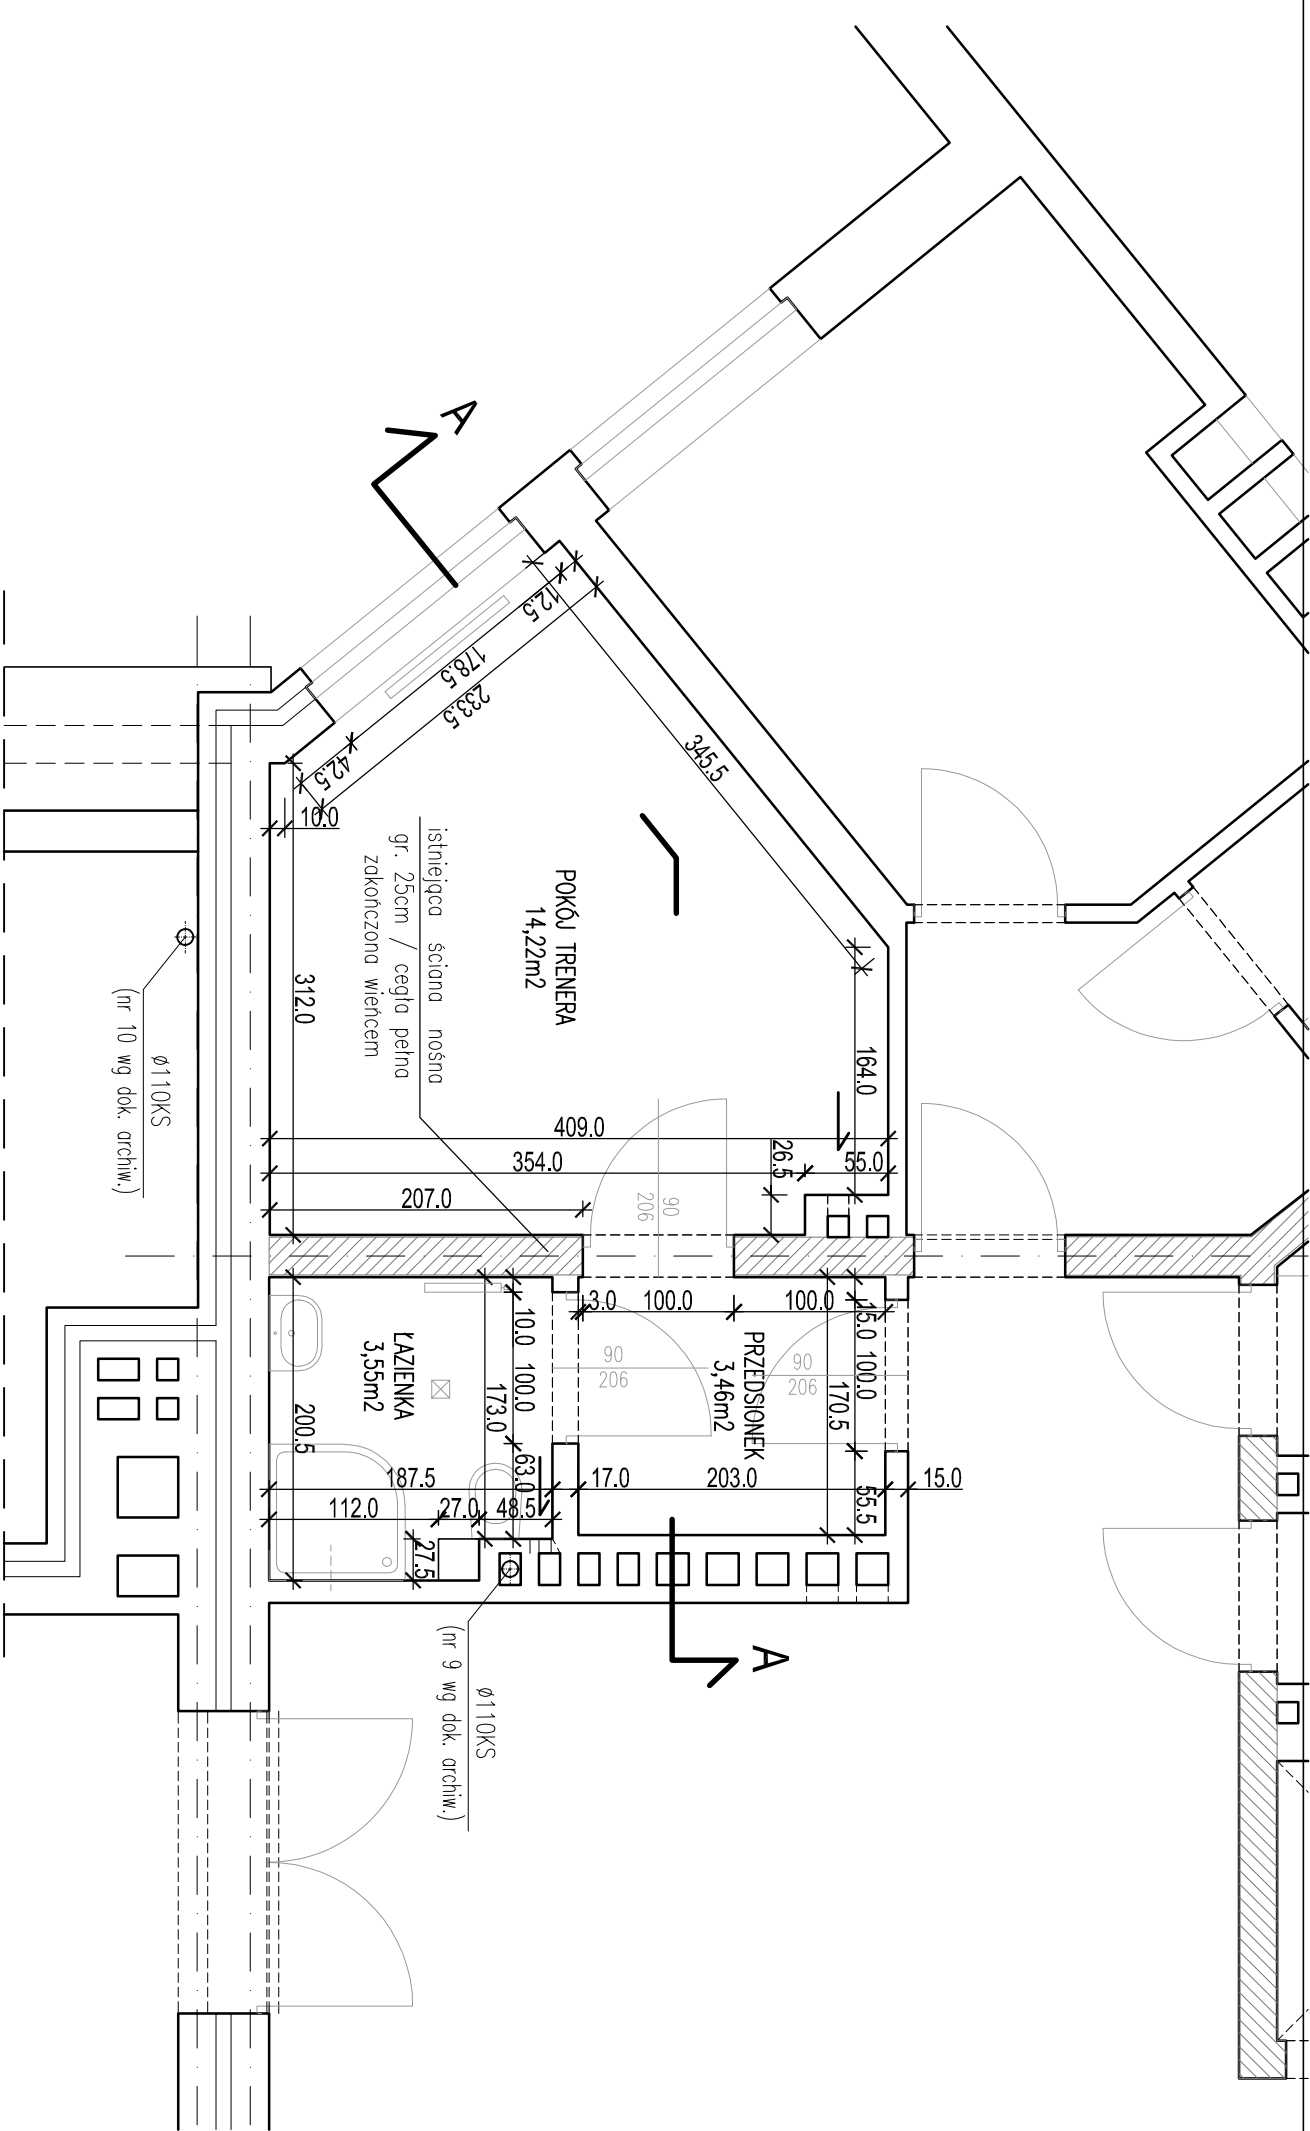 A
12.5
178.5
233.5
42.5
345.5
10.0
istniejąca ściana nośna
gr. 25cm / cegła pełna
zakończona wieńcem
POKÓJ TRENERA
14,22m2
312.0
164.0
Ø110KS
(nr 10 wg dok. archiw.)
409.0
354.0
26.5
55.0
207.0
90
206
3.0
100.0
100.0
15.0
100.0
10.0
100.0
63.0
90
206
90
206
PRZEDSIONEK
3,46m2
170.5
55.5
ŁAZIENKA
3,55m2
173.0
200.5
187.5
17.0
203.0
15.0
112.0
27.0
48.5
27.5
A
Ø110KS
(nr 9 wg dok. archiw.)